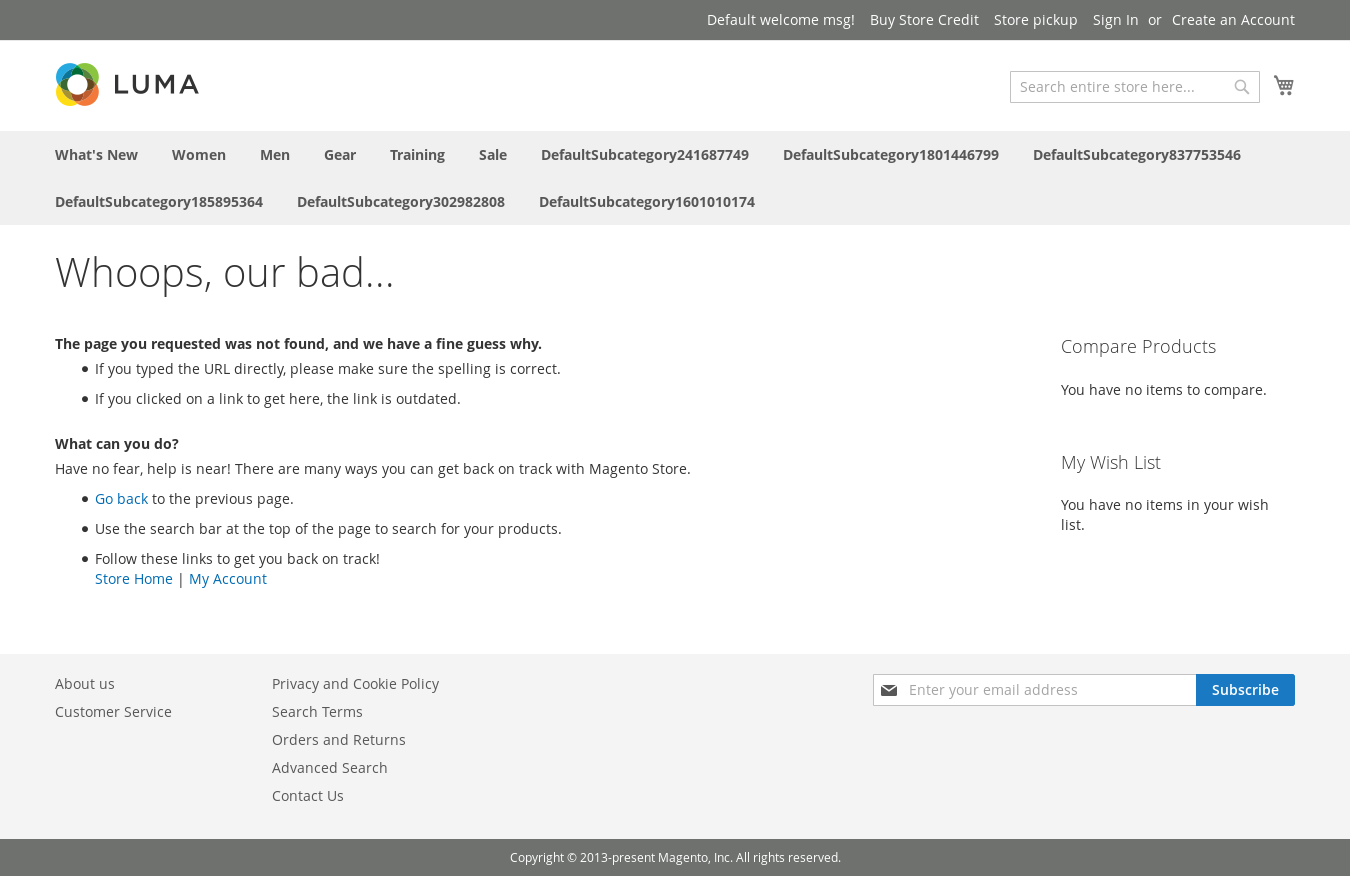 Default welcome msg! Buy Store Credit Store pickup Sign In or Create an Account
LUMA
Search entire store here...
What's New Women Men Gear Training Sale DefaultSubcategory241687749 DefaultSubcategory1801446799 DefaultSubcategory837753546
DefaultSubcategory185895364 DefaultSubcategory302982808 DefaultSubcategory1601010174
Whoops, our bad...
The page you requested was not found, and we have a fine guess why.
If you typed the URL directly, please make sure the spelling is correct.
If you clicked on a link to get here, the link is outdated.
What can you do?
Have no fear, help is near! There are many ways you can get back on track with Magento Store.
Go back to the previous page.
Use the search bar at the top of the page to search for your products.
Follow these links to get you back on track!
Store Home | My Account
Compare Products
You have no items to compare.
My Wish List
You have no items in your wish
list.
About us
Customer Service
Privacy and Cookie Policy
Search Terms
Orders and Returns
Advanced Search
Contact Us
Enter your email address
Subscribe
Copyright © 2013-present Magento, Inc. All rights reserved.